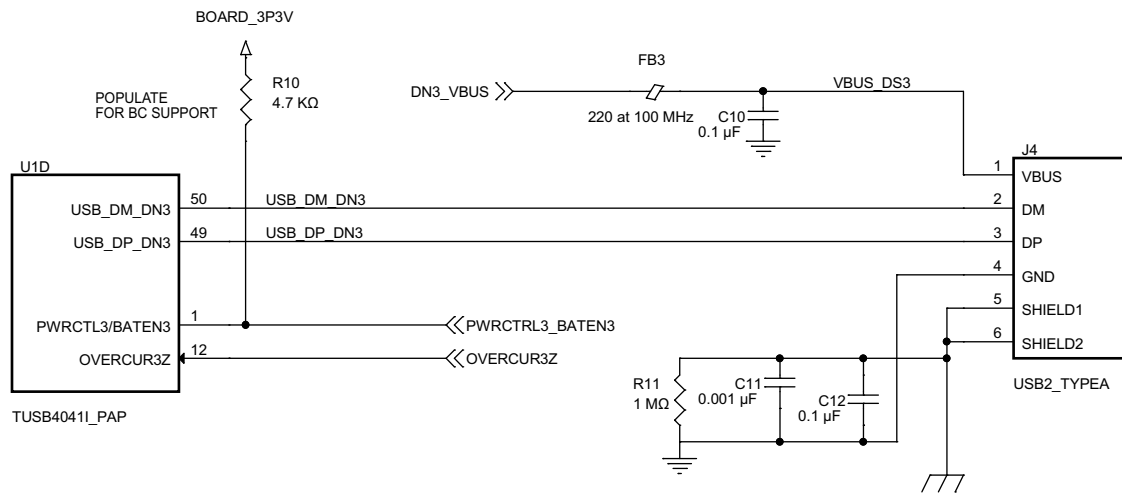 BOARD_3P3V
R10
4.7 KΩ
POPULATE
FOR BC SUPPORT
FB3
DN3_VBUS
220 at 100 MHz
VBUS_DS3
C10
0.1 µF
U1D
USB_DM_DN3
50
USB_DM_DN3
USB_DP_DN3
49
USB_DP_DN3
PWRCTL3/BATEN3
1
PWRCTRL3_BATEN3
OVERCUR3Z
12
OVERCUR3Z
TUSB4041I_PAP
J4
1
VBUS
2
DM
3
DP
4
GND
5
SHIELD1
6
SHIELD2
USB2_TYPEA
R11
1 MΩ
C11
0.001 µF
C12
0.1 µF